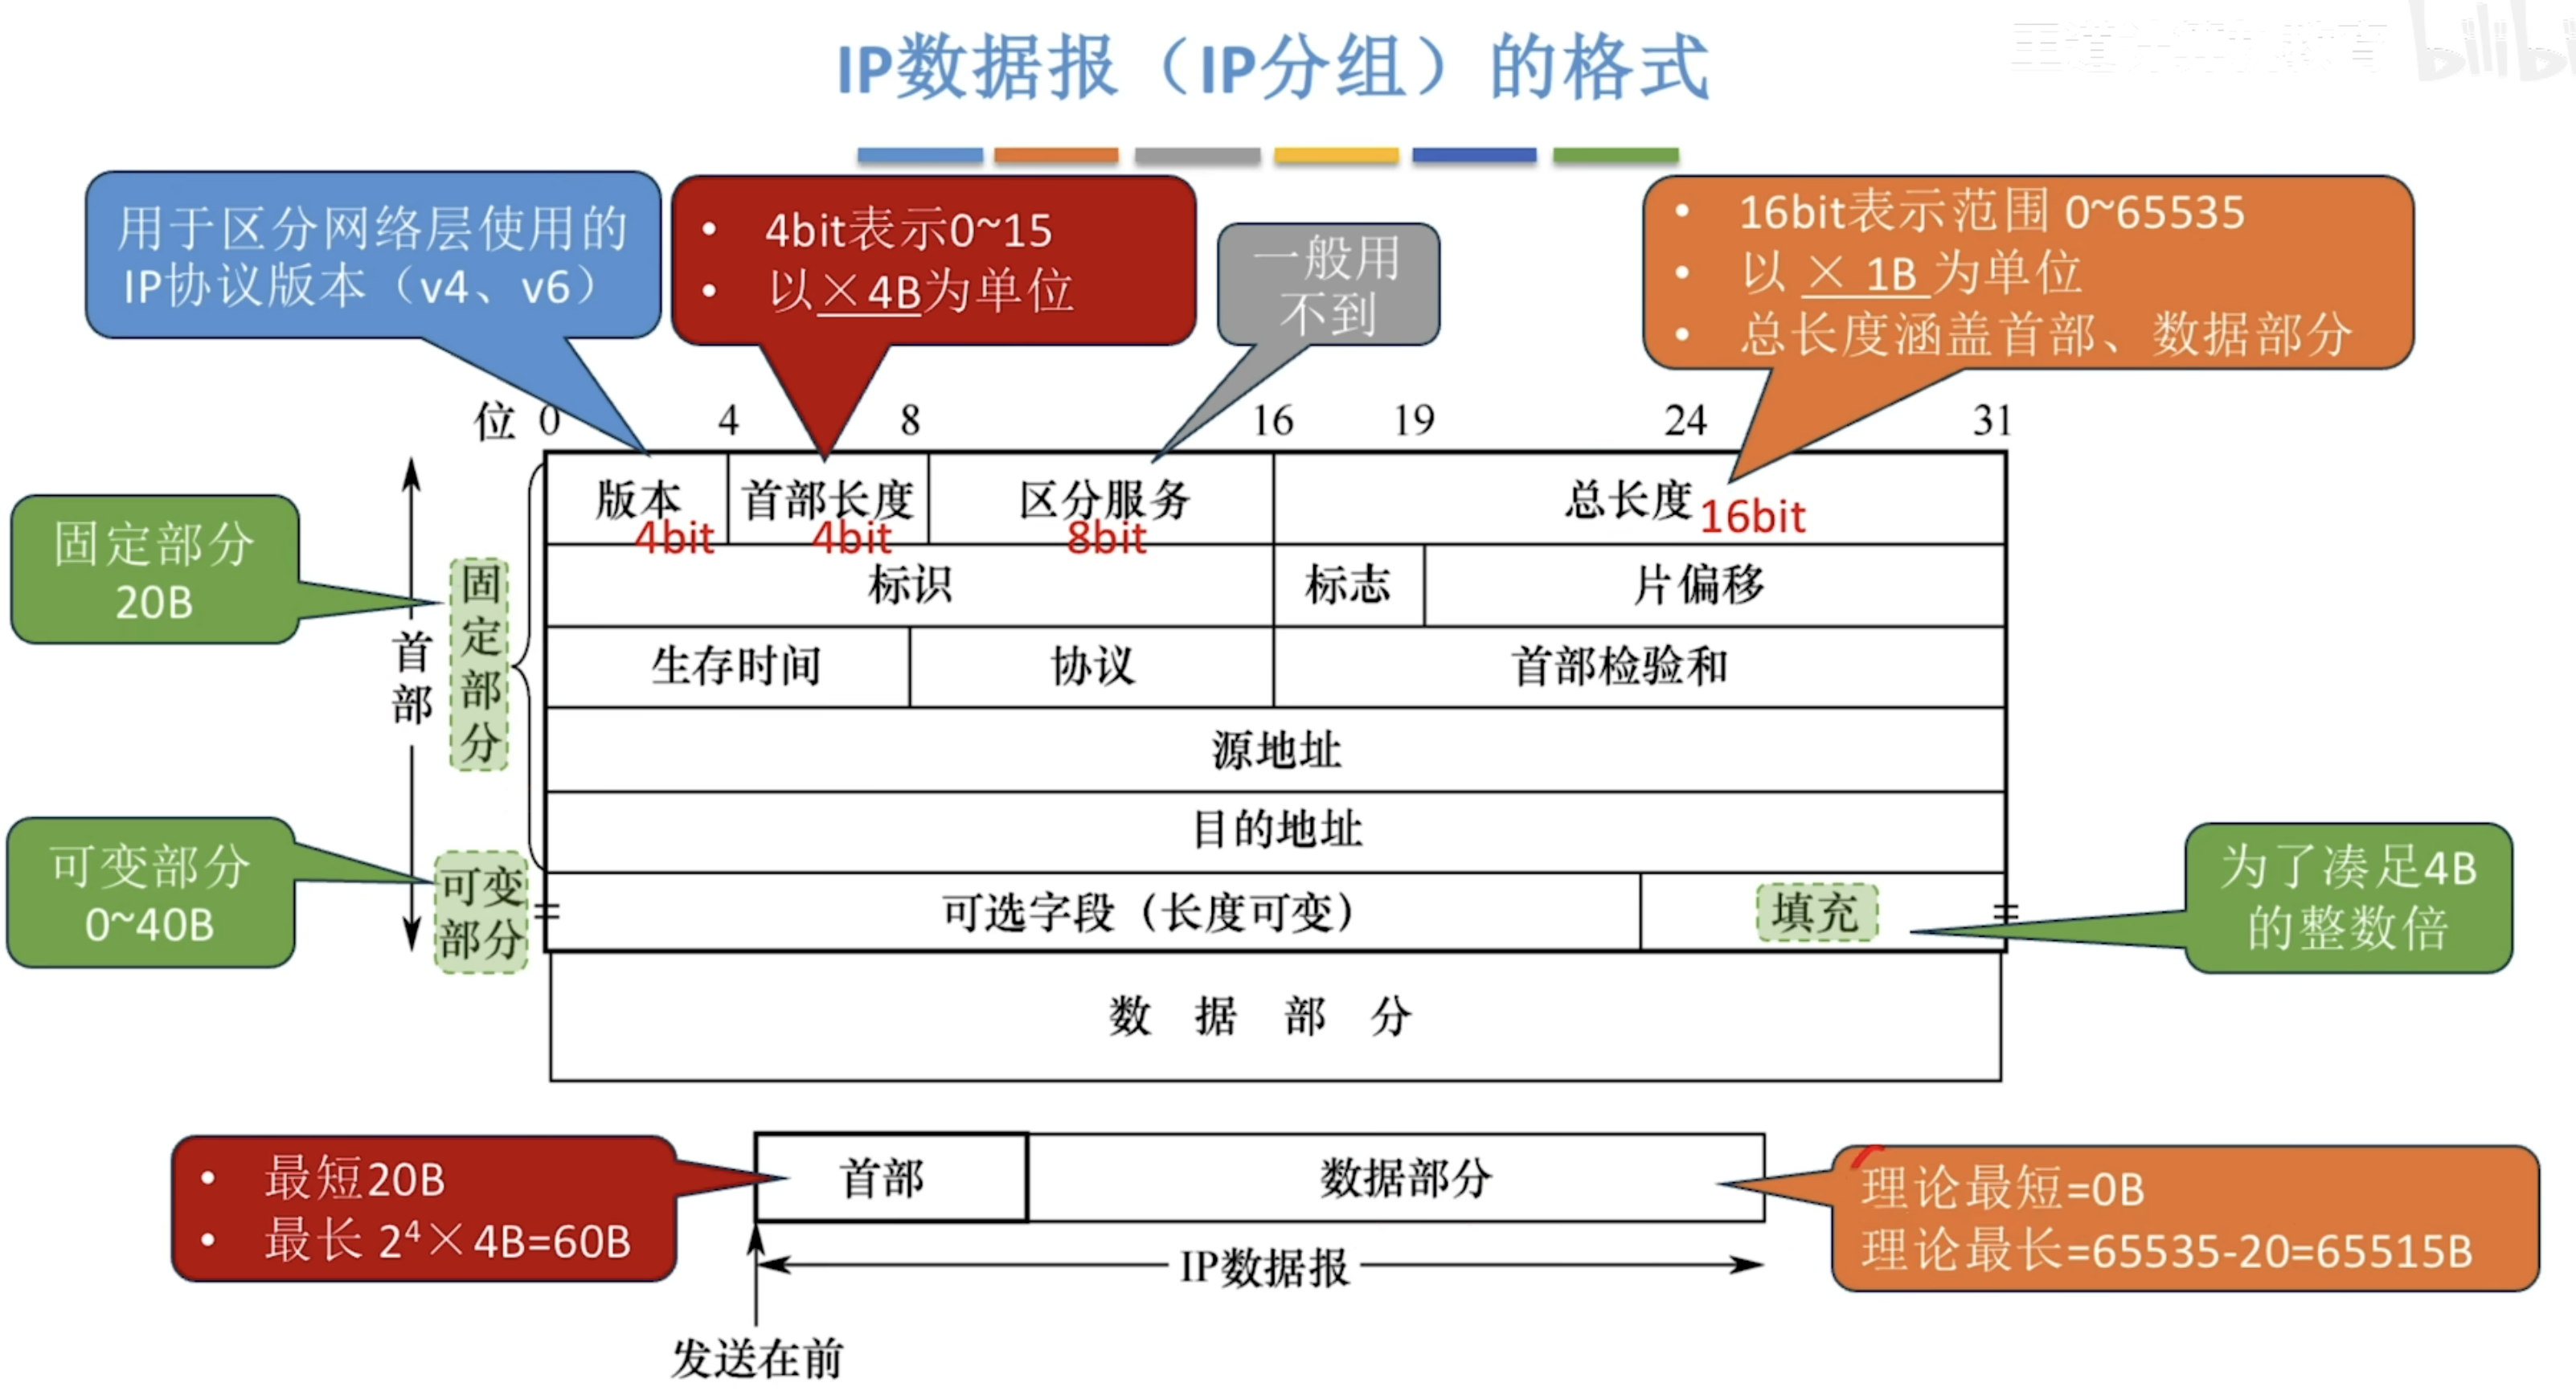 IP数据报（IP分组）的格式
用于区分网络层使用的
IP协议版本（v4、v6）
• 4bit表示0~15
• 以×4B为单位
一般用
不到
• 16bit表示范围 0~65535
• 以 × 1B 为单位
• 总长度涵盖首部、数据部分
位 0 4 8 16 19 24 31
版本 首部长度 区分服务 总长度
4bit 4bit 8bit 16bit
固定部分
20B
标识 标志 片偏移
首部
固定部分
生存时间 协议 首部检验和
源地址
目的地址
可变部分
0~40B
可变
部分
可选字段（长度可变） 填充
为了凑足4B
的整数倍
数 据 部 分
• 最短20B
• 最长 2⁴×4B=60B
首部 数据部分
理论最短=0B
理论最长=65535-20=65515B
IP数据报
发送在前